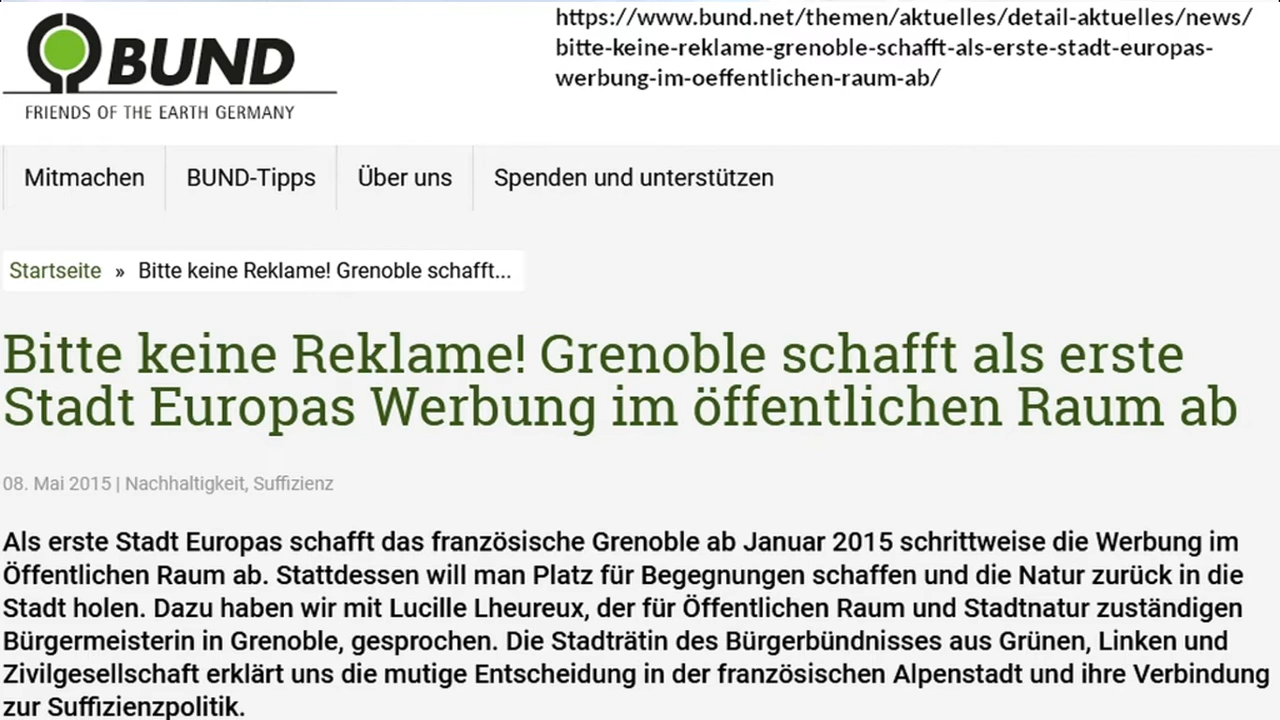 BUND
FRIENDS OF THE EARTH GERMANY
https://www.bund.net/themen/aktuelles/detail-aktuelles/news/
bitte-keine-reklame-grenoble-schafft-als-erste-stadt-europas-
werbung-im-oeffentlichen-raum-ab/
Mitmachen
BUND-Tipps
Über uns
Spenden und unterstützen
Startseite » Bitte keine Reklame! Grenoble schafft...
Bitte keine Reklame! Grenoble schafft als erste
Stadt Europas Werbung im öffentlichen Raum ab
08. Mai 2015 | Nachhaltigkeit, Suffizienz
Als erste Stadt Europas schafft das französische Grenoble ab Januar 2015 schrittweise die Werbung im
Öffentlichen Raum ab. Stattdessen will man Platz für Begegnungen schaffen und die Natur zurück in die
Stadt holen. Dazu haben wir mit Lucille Lheureux, der für Öffentlichen Raum und Stadtnatur zuständigen
Bürgermeisterin in Grenoble, gesprochen. Die Stadträtin des Bürgerbündnisses aus Grünen, Linken und
Zivilgesellschaft erklärt uns die mutige Entscheidung in der französischen Alpenstadt und ihre Verbindung
zur Suffizienzpolitik.